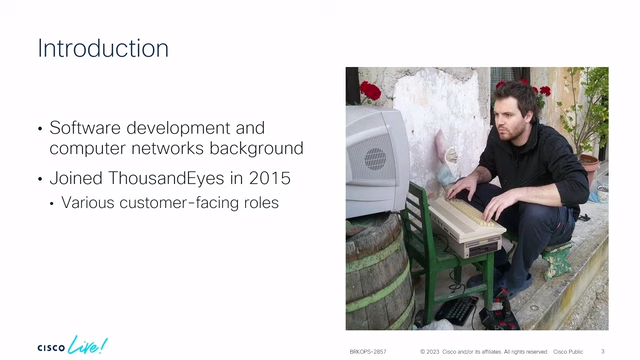 Introduction
• Software development and
computer networks background
• Joined ThousandEyes in 2015
• Various customer-facing roles
CISCO Live!
BRKOPS-2857
© 2023 Cisco and/or its affiliates. All rights reserved. Cisco Public
3